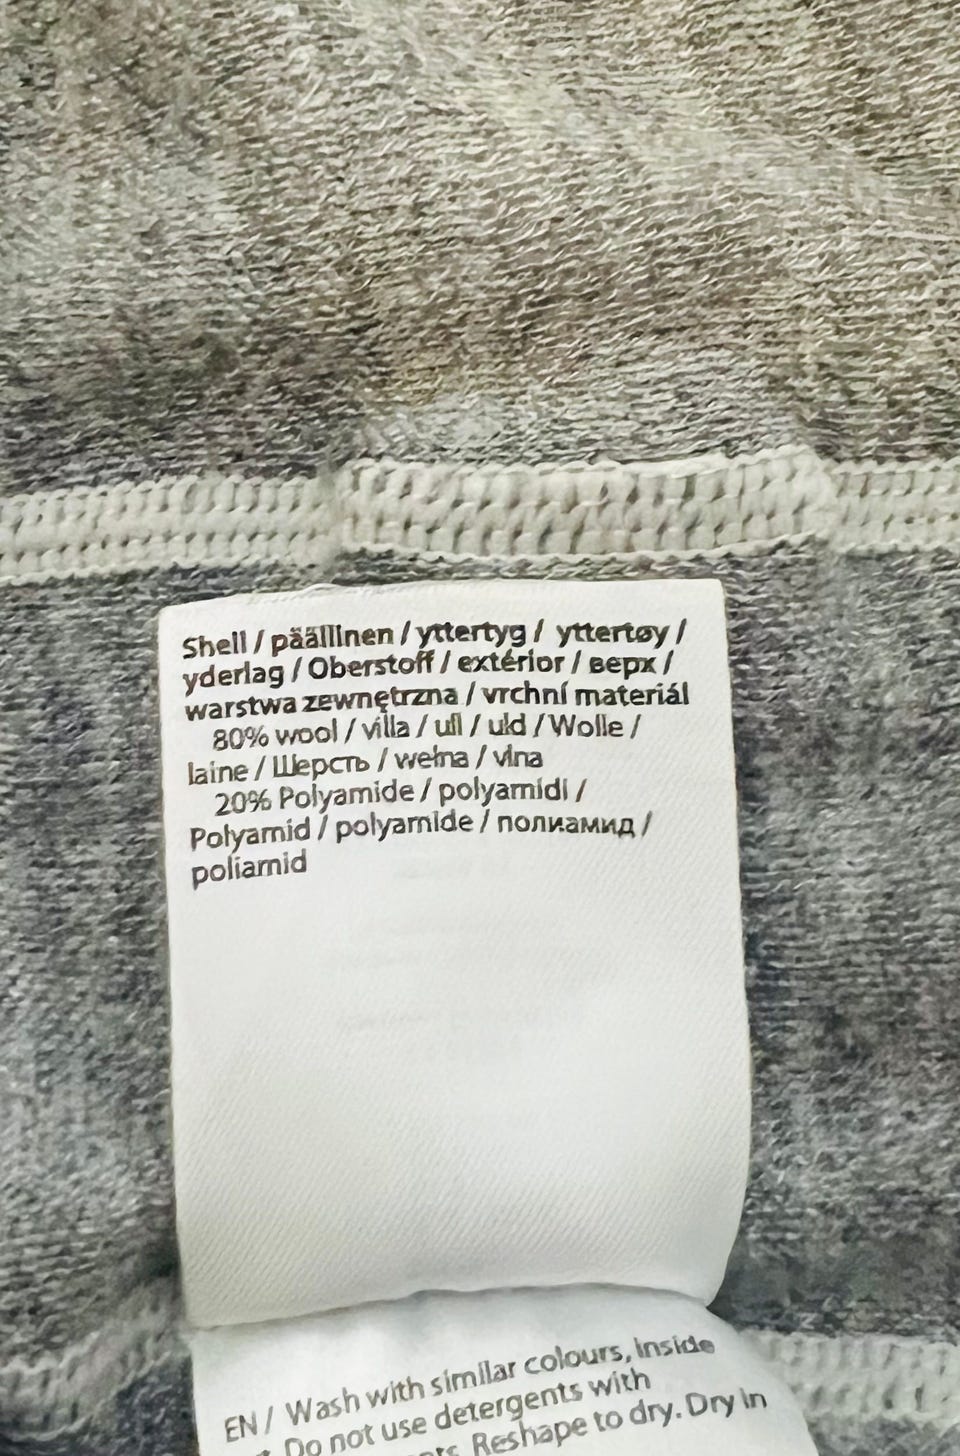 Shell / päällinen / yttertyg / yttertøy /
yderlag / Oberstoff / extérior / верх /
warstwa zewnętrzna / vrchní materiál
80% wool / villa / ull / uld / Wolle /
laine / Шерсть / wełna / vlna
20% Polyamide / polyamidi /
Polyamid / polyamide / полиамид /
poliamid
EN / Wash with similar colours, inside
Do not use detergents with
Reshape to dry. Dry in